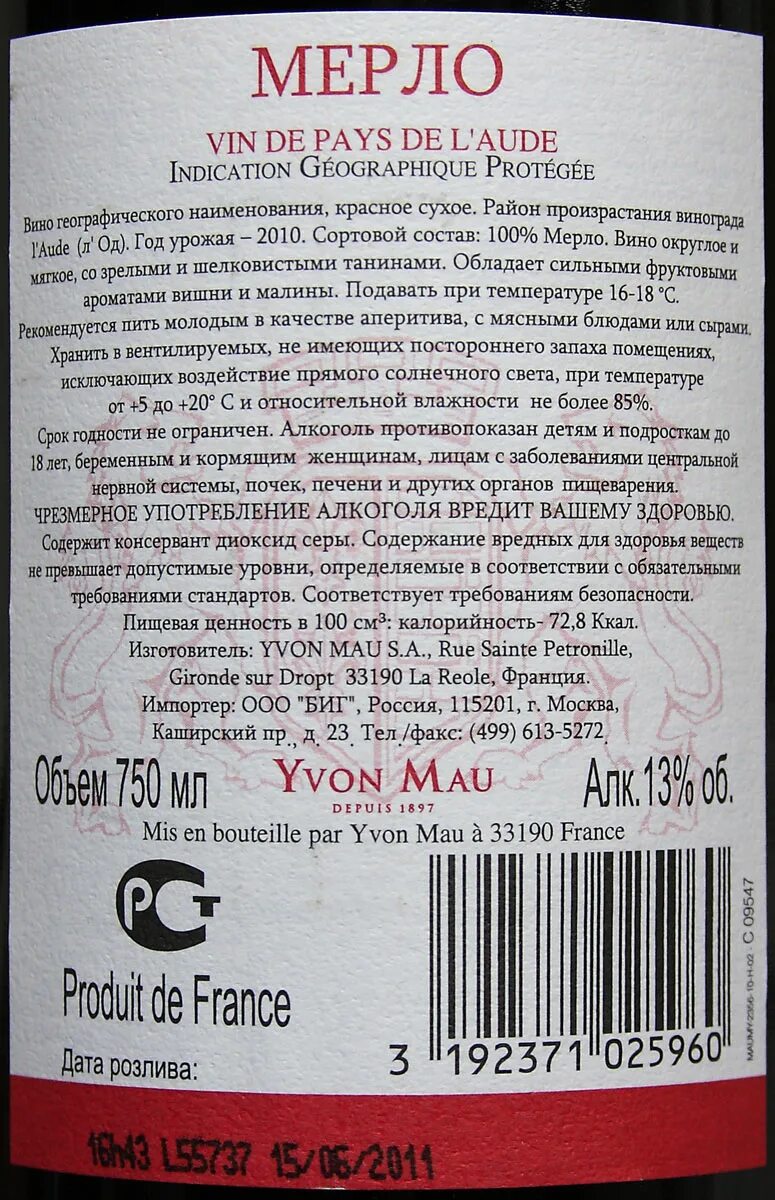 МЕРЛО
VIN DE PAYS DE L'AUDE
INDICATION GÉOGRAPHIQUE PROTÉGÉE
Вино географического наименования, красное сухое. Район произрастания винограда
l'Aude (л' Од). Год урожая – 2010. Сортовой состав: 100% Мерло. Вино округлое и
мягкое, со зрелыми и шелковистыми танинами. Обладает сильными фруктовыми
ароматами вишни и малины. Подавать при температуре 16-18 °С.
Рекомендуется пить молодым в качестве аперитива, с мясными блюдами или сырами.
Хранить в вентилируемых, не имеющих постороннего запаха помещениях,
исключающих воздействие прямого солнечного света, при температуре
от +5 до +20° С и относительной влажности не более 85%.
Срок годности не ограничен. Алкоголь противопоказан детям и подросткам до
18 лет, беременным и кормящим женщинам, лицам с заболеваниями центральной
нервной системы, почек, печени и других органов пищеварения.
ЧРЕЗМЕРНОЕ УПОТРЕБЛЕНИЕ АЛКОГОЛЯ ВРЕДИТ ВАШЕМУ ЗДОРОВЬЮ.
Содержит консервант диоксид серы. Содержание вредных для здоровья веществ
не превышает допустимые уровни, определяемые в соответствии с обязательными
требованиями стандартов. Соответствует требованиям безопасности.
Пищевая ценность в 100 см³: калорийность- 72,8 Ккал.
Изготовитель: YVON MAU S.A., Rue Sainte Petronille,
Gironde sur Dropt 33190 La Reole, Франция.
Импортер: ООО "БИГ", Россия, 115201, г. Москва,
Каширский пр., д. 23. Тел./факс: (499) 613-5272
Объем 750 мл
YVON MAU
DEPUIS 1897
Алк. 13% об.
Mis en bouteille par Yvon Mau à 33190 France
РСТ
Produit de France
Дата розлива:
3 192371 025960
MAUMY-2356-10-H-02 - C 09547
16h43 L55737 15/06/2011